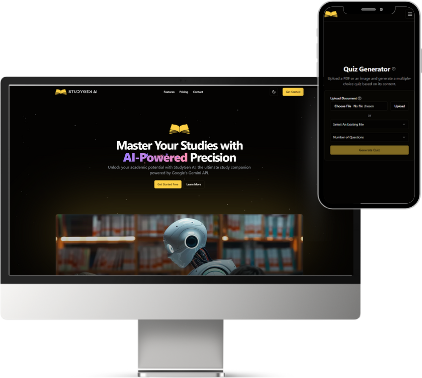 STUDYGEN AI
Features Pricing Contact
Get Started
Master Your Studies with
AI-Powered Precision
Unlock your academic potential with StudyGen AI, the ultimate study companion
powered by Google's Gemini API.
Get Started Free Learn More
Quiz Generator
Upload a PDF or an image and generate a multiple-
choice quiz based on its content.
Upload Document
Choose File No file chosen Upload
or
Select An Existing File
Number of Questions
Generate Quiz